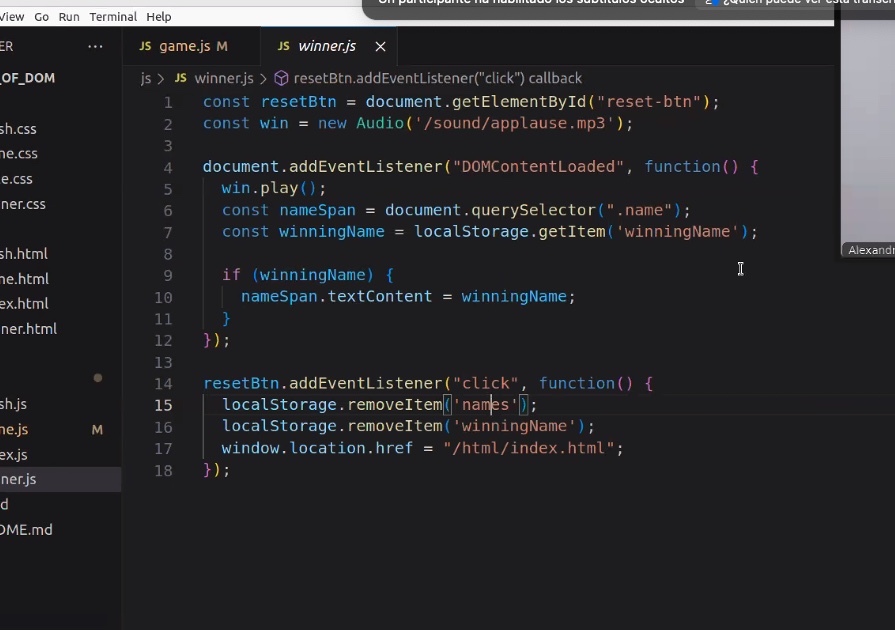 Un participante ha habilitado los subtítulos ocultos
¿Quién puede ver esta transcri
View Go Run Terminal Help
ER ...
JS game.js M
JS winner.js ×
_OF_DOM
js > JS winner.js > resetBtn.addEventListener("click") callback
sh.css
me.css
e.css
ner.css
sh.html
me.html
ex.html
ner.html
sh.js
me.js M
ex.js
ner.js
d
OME.md
1 const resetBtn = document.getElementById("reset-btn");
2 const win = new Audio('/sound/applause.mp3');
3
4 document.addEventListener("DOMContentLoaded", function() {
5 win.play();
6 const nameSpan = document.querySelector(".name");
7 const winningName = localStorage.getItem('winningName');
8
9 if (winningName) {
10 nameSpan.textContent = winningName;
11 }
12 });
13
14 resetBtn.addEventListener("click", function() {
15 localStorage.removeItem('names');
16 localStorage.removeItem('winningName');
17 window.location.href = "/html/index.html";
18 });
Alexandr